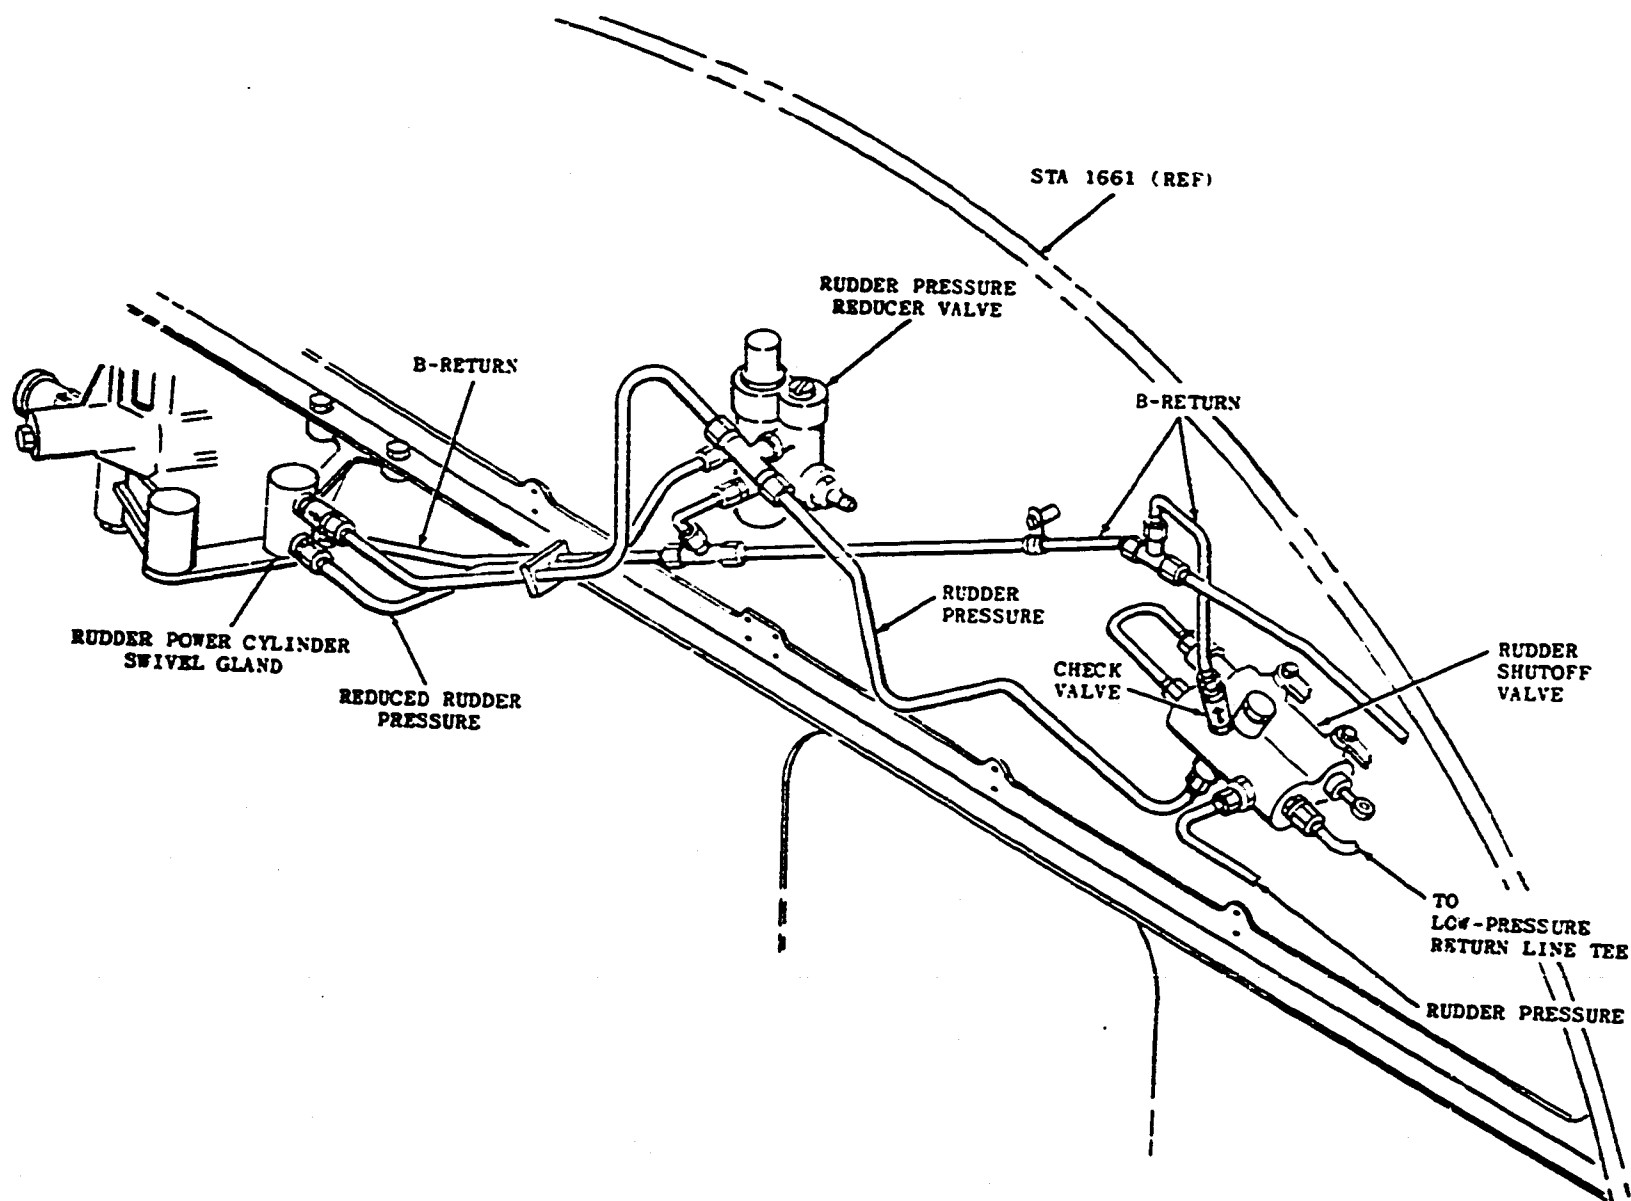 STA 1661 (REF)
RUDDER PRESSURE
REDUCER VALVE
B-RETURN
B-RETURN
RUDDER
PRESSURE
RUDDER POWER CYLINDER
SWIVEL GLAND
REDUCED RUDDER
PRESSURE
CHECK
VALVE
RUDDER
SHUTOFF
VALVE
TO
LOW-PRESSURE
RETURN LINE TEE
RUDDER PRESSURE